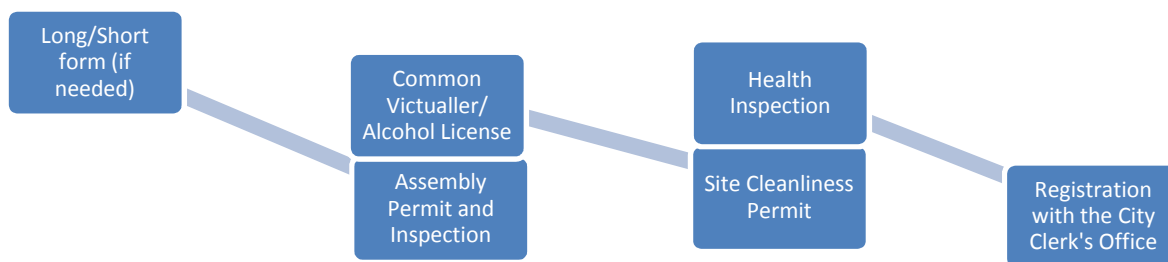 Long/Short
form (if
needed)
Common
Victualler/
Alcohol License
Assembly
Permit and
Inspection
Health
Inspection
Site Cleanliness
Permit
Registration
with the City
Clerk's Office